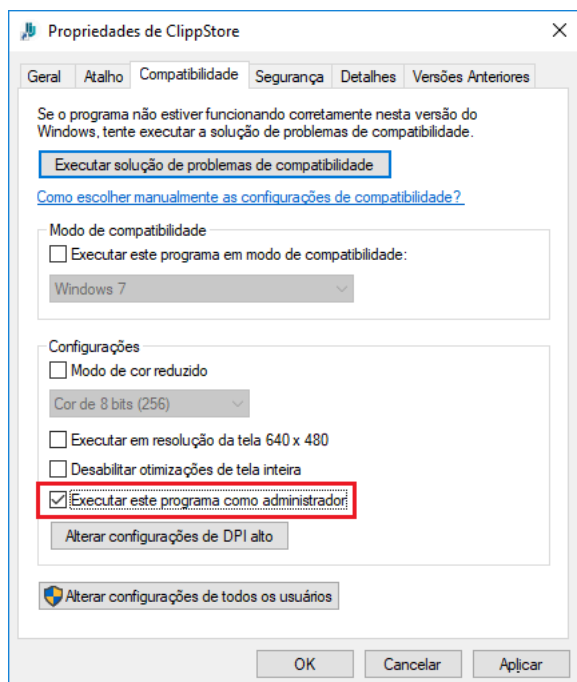 Propriedades de ClippStore
Geral Atalho Compatibilidade Segurança Detalhes Versões Anteriores
Se o programa não estiver funcionando corretamente nesta versão do
Windows, tente executar a solução de problemas de compatibilidade.
Executar solução de problemas de compatibilidade
Como escolher manualmente as configurações de compatibilidade?
Modo de compatibilidade
Executar este programa em modo de compatibilidade:
Windows 7
Configurações
Modo de cor reduzido
Cor de 8 bits (256)
Executar em resolução da tela 640 x 480
Desabilitar otimizações de tela inteira
Executar este programa como administrador
Alterar configurações de DPI alto
Alterar configurações de todos os usuários
OK Cancelar Aplicar